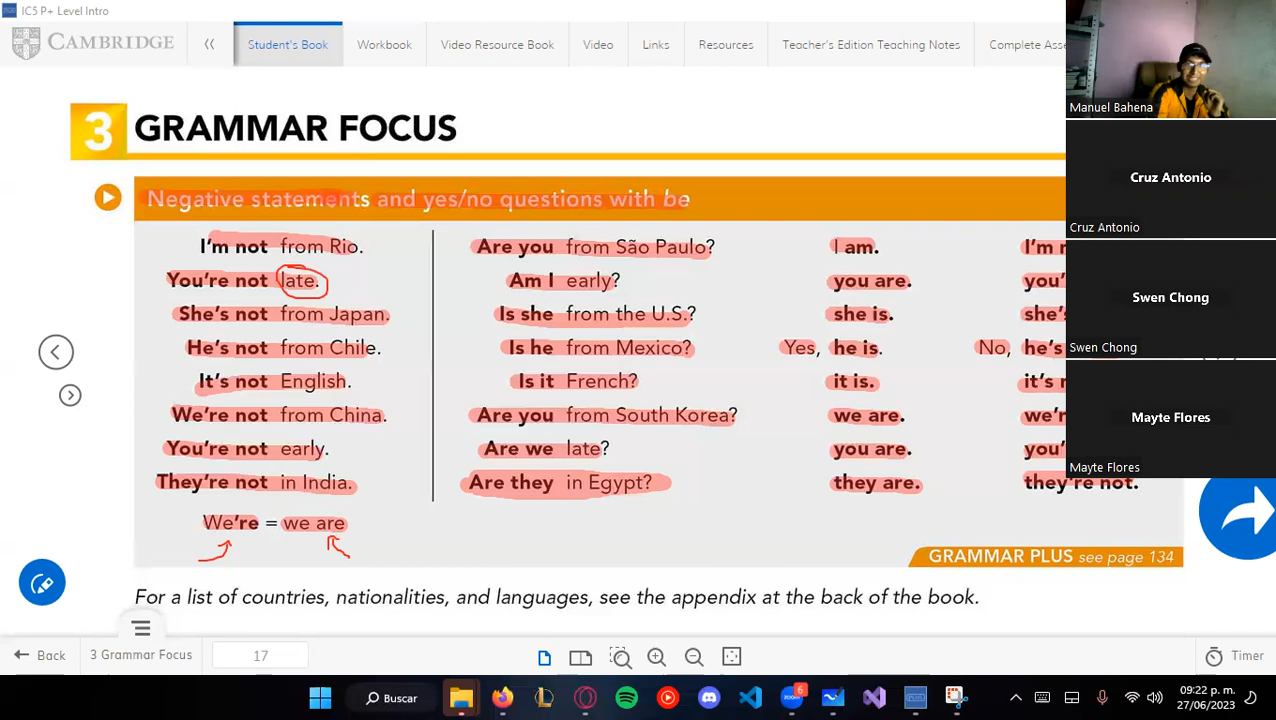 IC5 P+ Level Intro
CAMBRIDGE
Student's Book
Workbook
Video Resource Book
Video
Links
Resources
Teacher's Edition Teaching Notes
Complete Asse
Manuel Bahena
3 GRAMMAR FOCUS
Cruz Antonio
Cruz Antonio
Negative statements and yes/no questions with be
I'm not from Rio. Are you from São Paulo? I am. I'm
You're not late. Am I early? you are. you'
Swen Chong
She's not from Japan. Is she from the U.S.? she is. she's
He's not from Chile. Is he from Mexico? Yes, he is. No, he's
Swen Chong
It's not English. Is it French? it is. it's
We're not from China. Are you from South Korea? we are. we'r
Mayte Flores
You're not early. Are we late? you are. you'
Mayte Flores
They're not in India. Are they in Egypt? they are. they're not.
We're = we are
GRAMMAR PLUS see page 134
For a list of countries, nationalities, and languages, see the appendix at the back of the book.
Back
3 Grammar Focus
17
Timer
Buscar
6
09:22 p. m.
27/06/2023